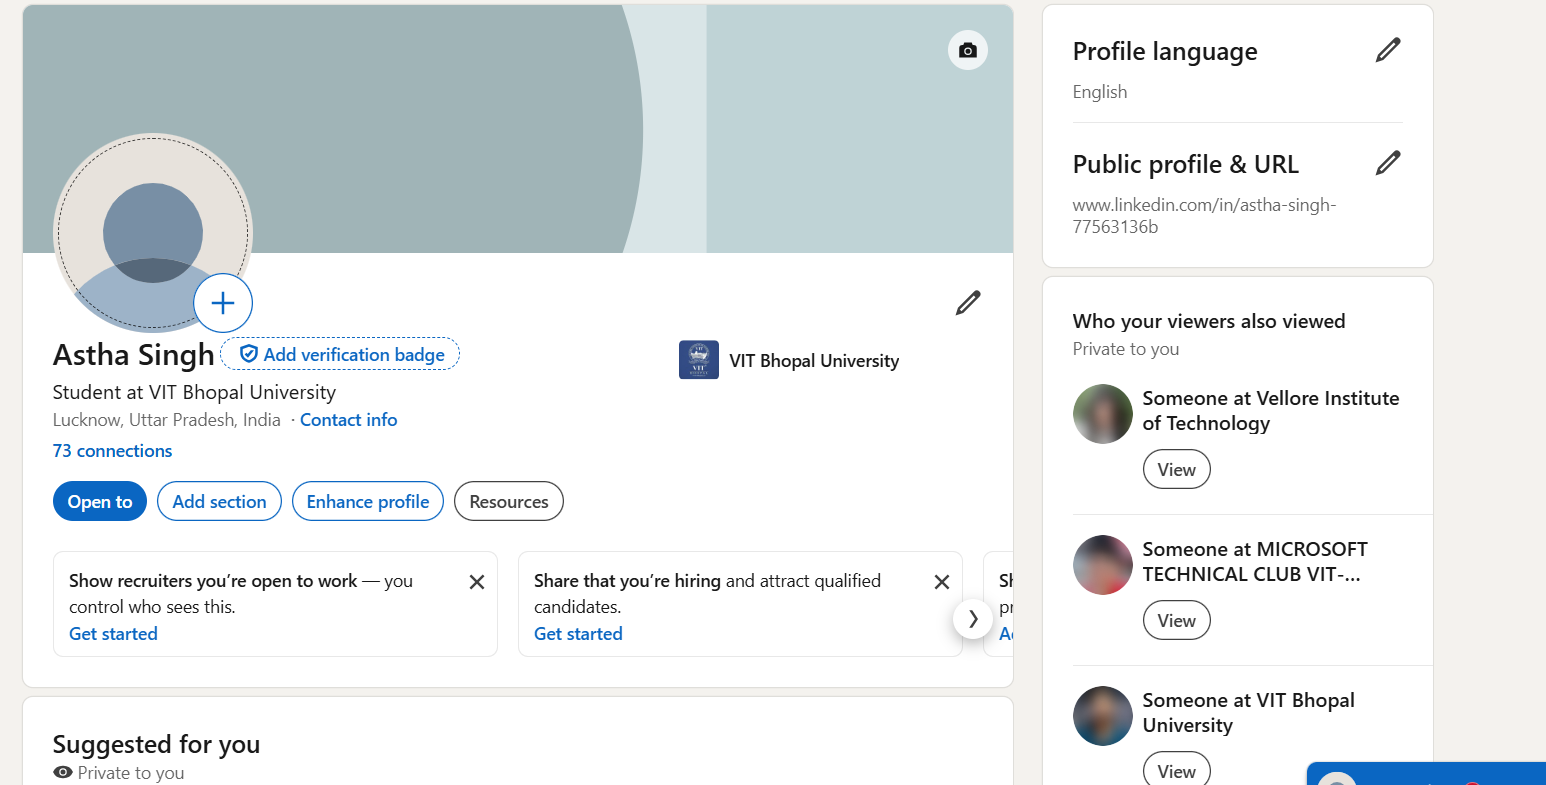 Astha Singh
Add verification badge
Student at VIT Bhopal University
Lucknow, Uttar Pradesh, India · Contact info
73 connections
VIT Bhopal University
Open to
Add section
Enhance profile
Resources
Show recruiters you’re open to work — you
control who sees this.
Get started
Share that you’re hiring and attract qualified
candidates.
Get started
Suggested for you
Private to you
Profile language
English
Public profile & URL
www.linkedin.com/in/astha-singh-
77563136b
Who your viewers also viewed
Private to you
Someone at Vellore Institute
of Technology
View
Someone at MICROSOFT
TECHNICAL CLUB VIT-...
View
Someone at VIT Bhopal
University
View